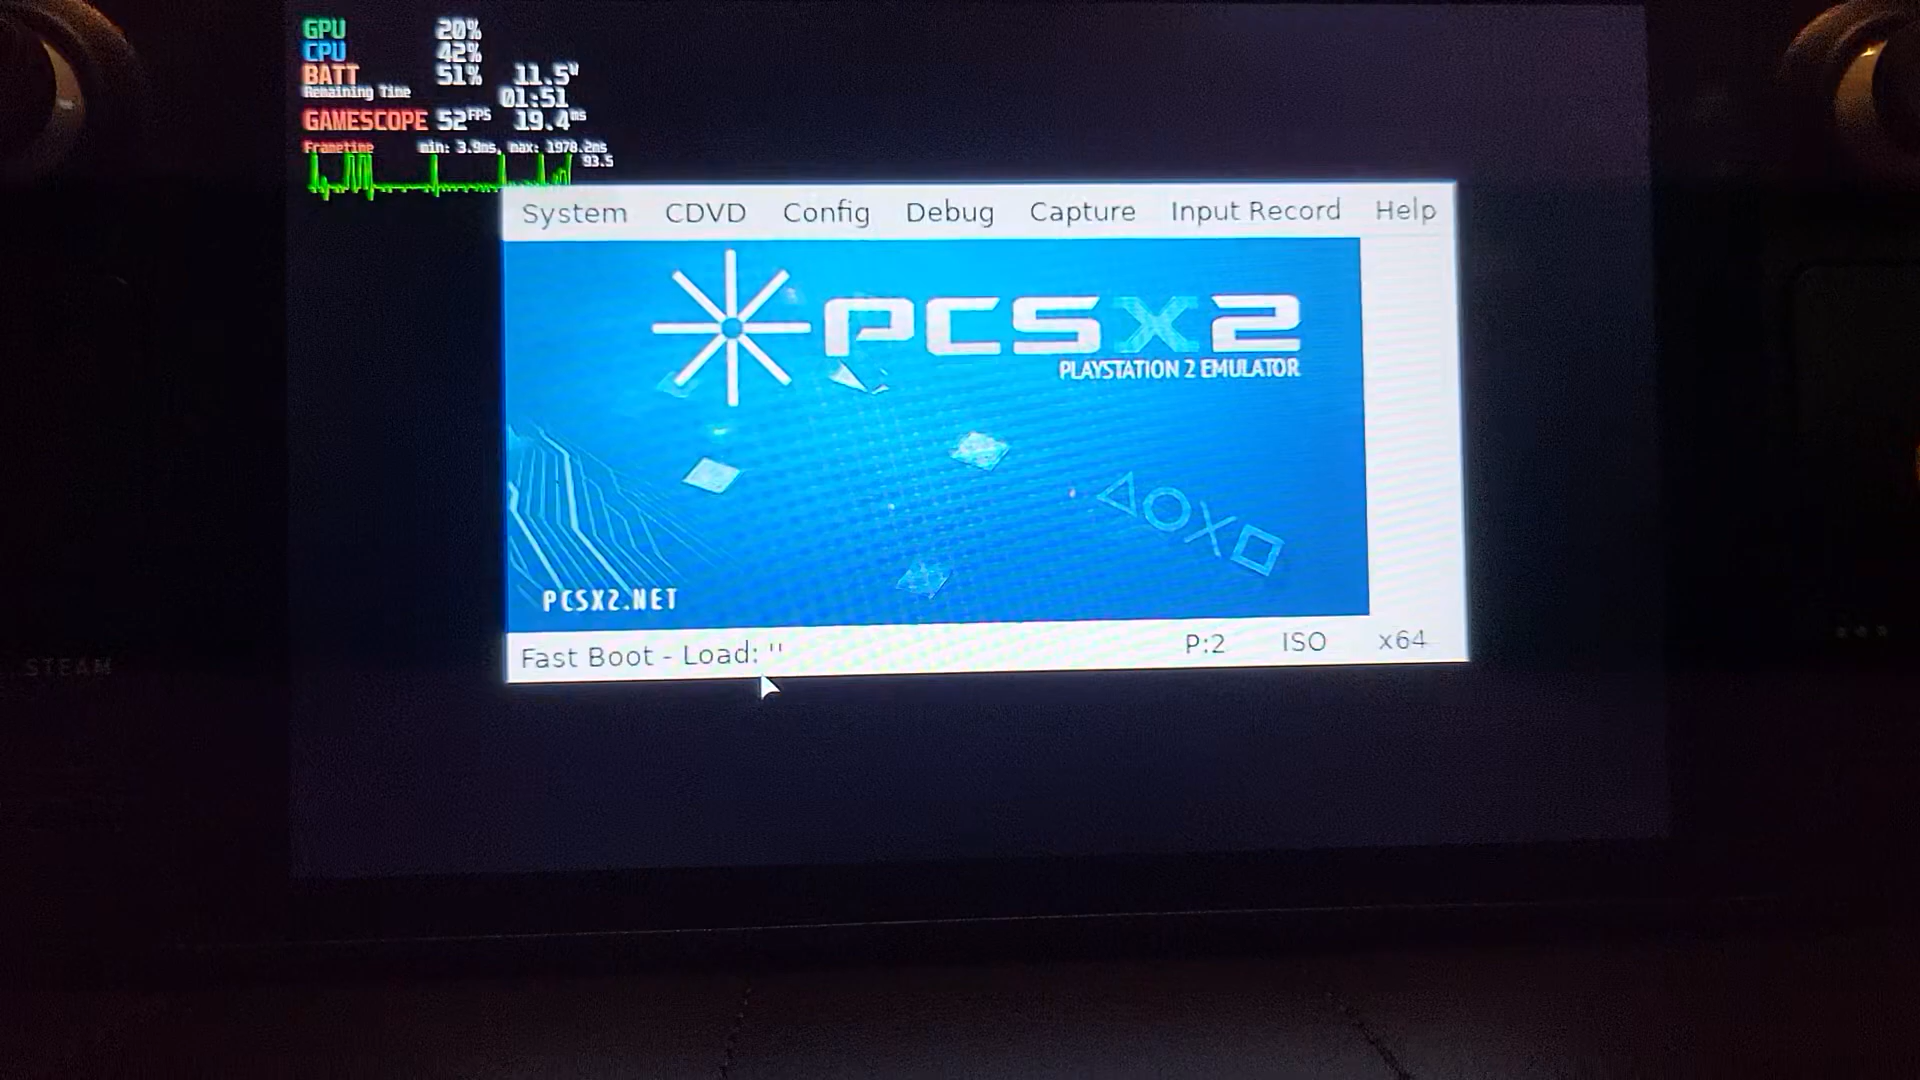 GPU 20%
CPU 42%
BATT 51% 11.5W
Remaining Time 01:51
GAMESCOPE 52FPS 19.4ms
Frametime min: 3.9ms, max: 1978.2ms
93.5
System CDVD Config Debug Capture Input Record Help
PCSX2
PLAYSTATION 2 EMULATOR
PCSX2.NET
Fast Boot - Load: '' P:2 ISO x64
STEAM